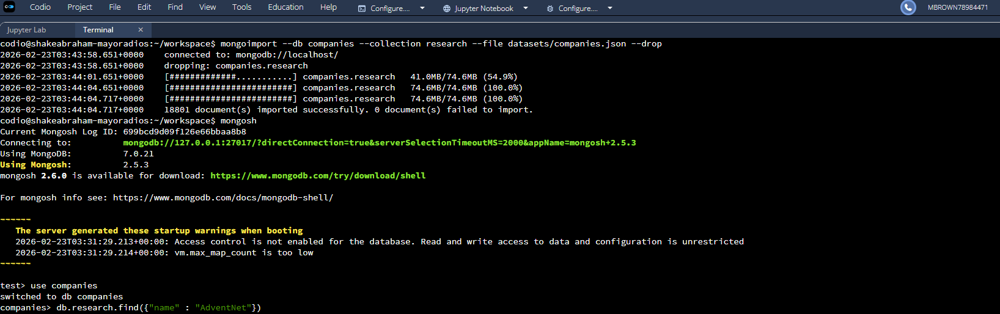 Codio Project File Edit Find View Tools Education Help Configure.... Jupyter Notebook Configure.... MBROWN78984471
Jupyter Lab Terminal ×
codio@shakeabraham-mayoradios:~/workspace$ mongoimport --db companies --collection research --file datasets/companies.json --drop
2026-02-23T03:43:58.651+0000 connected to: mongodb://localhost/
2026-02-23T03:43:58.651+0000 dropping: companies.research
2026-02-23T03:44:01.651+0000 [#############...........] companies.research 41.0MB/74.6MB (54.9%)
2026-02-23T03:44:04.651+0000 [########################] companies.research 74.6MB/74.6MB (100.0%)
2026-02-23T03:44:04.717+0000 [########################] companies.research 74.6MB/74.6MB (100.0%)
2026-02-23T03:44:04.717+0000 18801 document(s) imported successfully. 0 document(s) failed to import.
codio@shakeabraham-mayoradios:~/workspace$ mongosh
Current Mongosh Log ID: 699bcd9d09f126e66bbaa8b8
Connecting to: mongodb://127.0.0.1:27017/?directConnection=true&serverSelectionTimeoutMS=2000&appName=mongosh+2.5.3
Using MongoDB: 7.0.21
Using Mongosh: 2.5.3
mongosh 2.6.0 is available for download: https://www.mongodb.com/try/download/shell
For mongosh info see: https://www.mongodb.com/docs/mongodb-shell/
------
The server generated these startup warnings when booting
2026-02-23T03:31:29.213+00:00: Access control is not enabled for the database. Read and write access to data and configuration is unrestricted
2026-02-23T03:31:29.214+00:00: vm.max_map_count is too low
------
test> use companies
switched to db companies
companies> db.research.find({"name" : "AdventNet"})